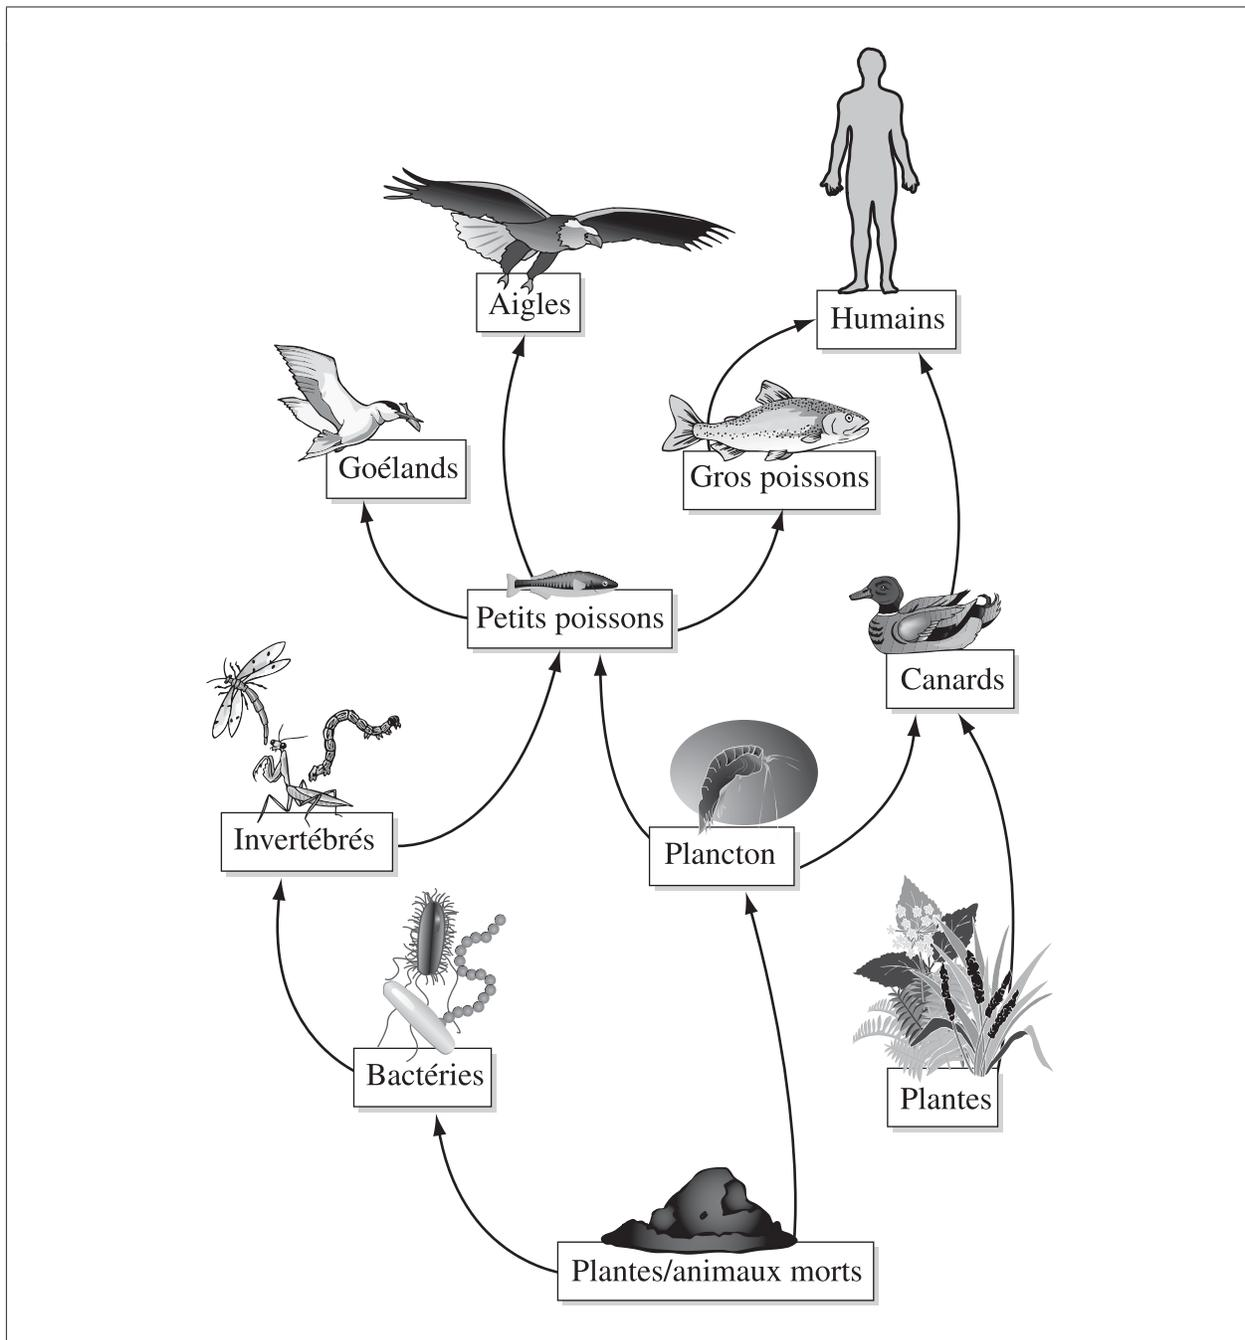 Aigles
Humains
Goélands
Gros poissons
Petits poissons
Canards
Invertébrés
Plancton
Bactéries
Plantes
Plantes/animaux morts